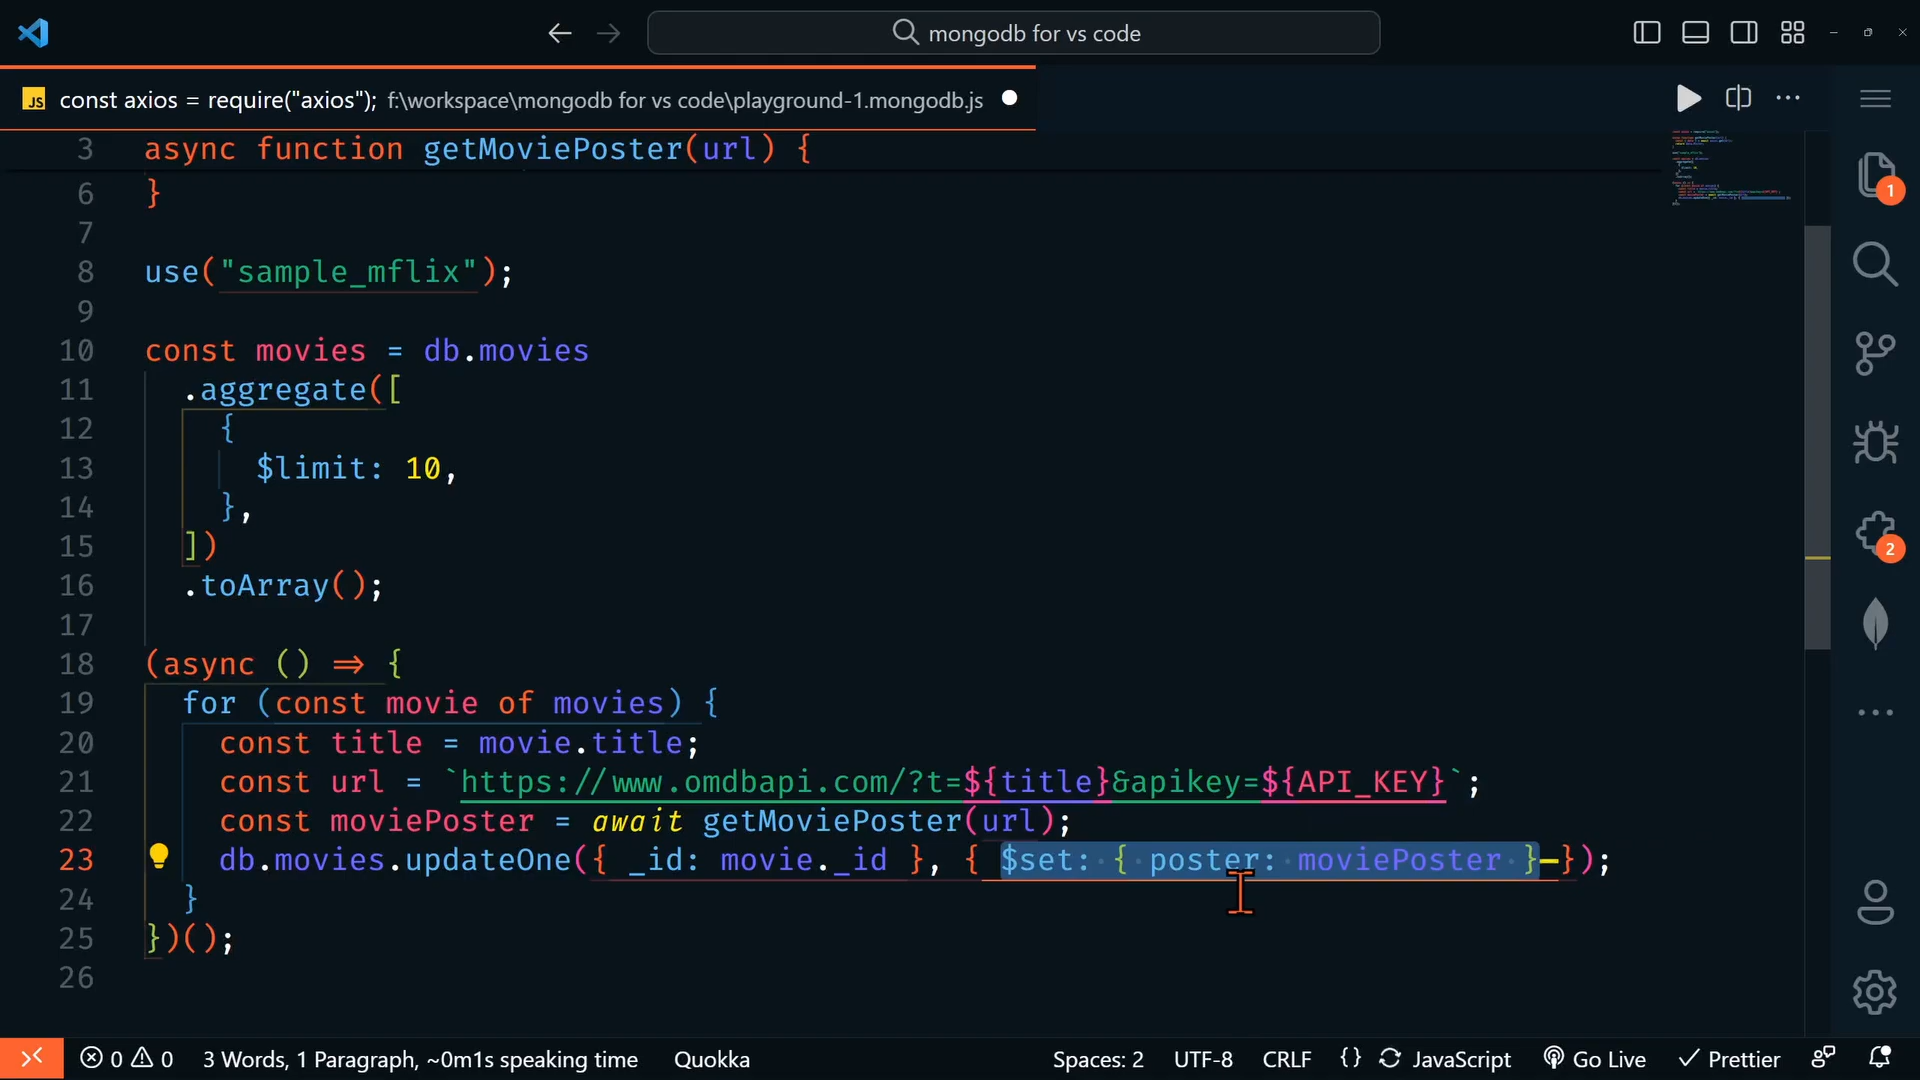 mongodb for vs code
JS const axios = require("axios"); f:\workspace\mongodb for vs code\playground-1.mongodb.js
3 async function getMoviePoster(url) {
6 }
7
8 use("sample_mflix");
9
10 const movies = db.movies
11 .aggregate([
12 {
13 $limit: 10,
14 },
15 ])
16 .toArray();
17
18 (async () => {
19 for (const movie of movies) {
20 const title = movie.title;
21 const url = `https://www.omdbapi.com/?t=${title}&apikey=${API_KEY}`;
22 const moviePoster = await getMoviePoster(url);
23 db.movies.updateOne({ _id: movie._id }, { $set: { poster: moviePoster } });
24 }
25 })();
26
1
2
0 0 3 Words, 1 Paragraph, ~0m1s speaking time Quokka Spaces: 2 UTF-8 CRLF {} JavaScript Go Live Prettier